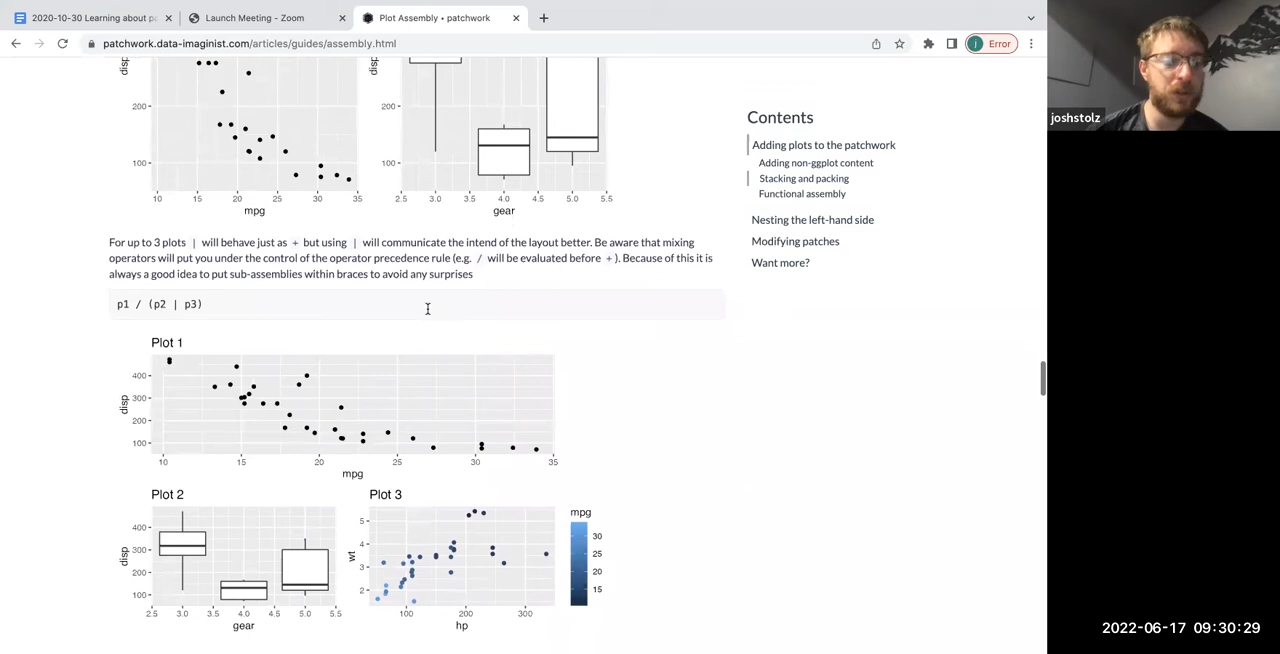 2020-10-30 Learning about pa
Launch Meeting - Zoom
Plot Assembly • patchwork
patchwork.data-imaginist.com/articles/guides/assembly.html
j
Error
joshstolz
disp
200
100
10 15 20 25 30 35
mpg
disp
200
100
2.5 3.0 3.5 4.0 4.5 5.0 5.5
gear
Contents
Adding plots to the patchwork
Adding non-ggplot content
Stacking and packing
Functional assembly
Nesting the left-hand side
Modifying patches
Want more?
For up to 3 plots | will behave just as + but using | will communicate the intend of the layout better. Be aware that mixing
operators will put you under the control of the operator precedence rule (e.g. / will be evaluated before +). Because of this it is
always a good idea to put sub-assemblies within braces to avoid any surprises
p1 / (p2 | p3)
Plot 1
disp
400
300
200
100
10 15 20 25 30 35
mpg
Plot 2
disp
400
300
200
100
2.5 3.0 3.5 4.0 4.5 5.0 5.5
gear
Plot 3
wt
5
4
3
2
100 200 300
hp
mpg
30
25
20
15
2022-06-17 09:30:29